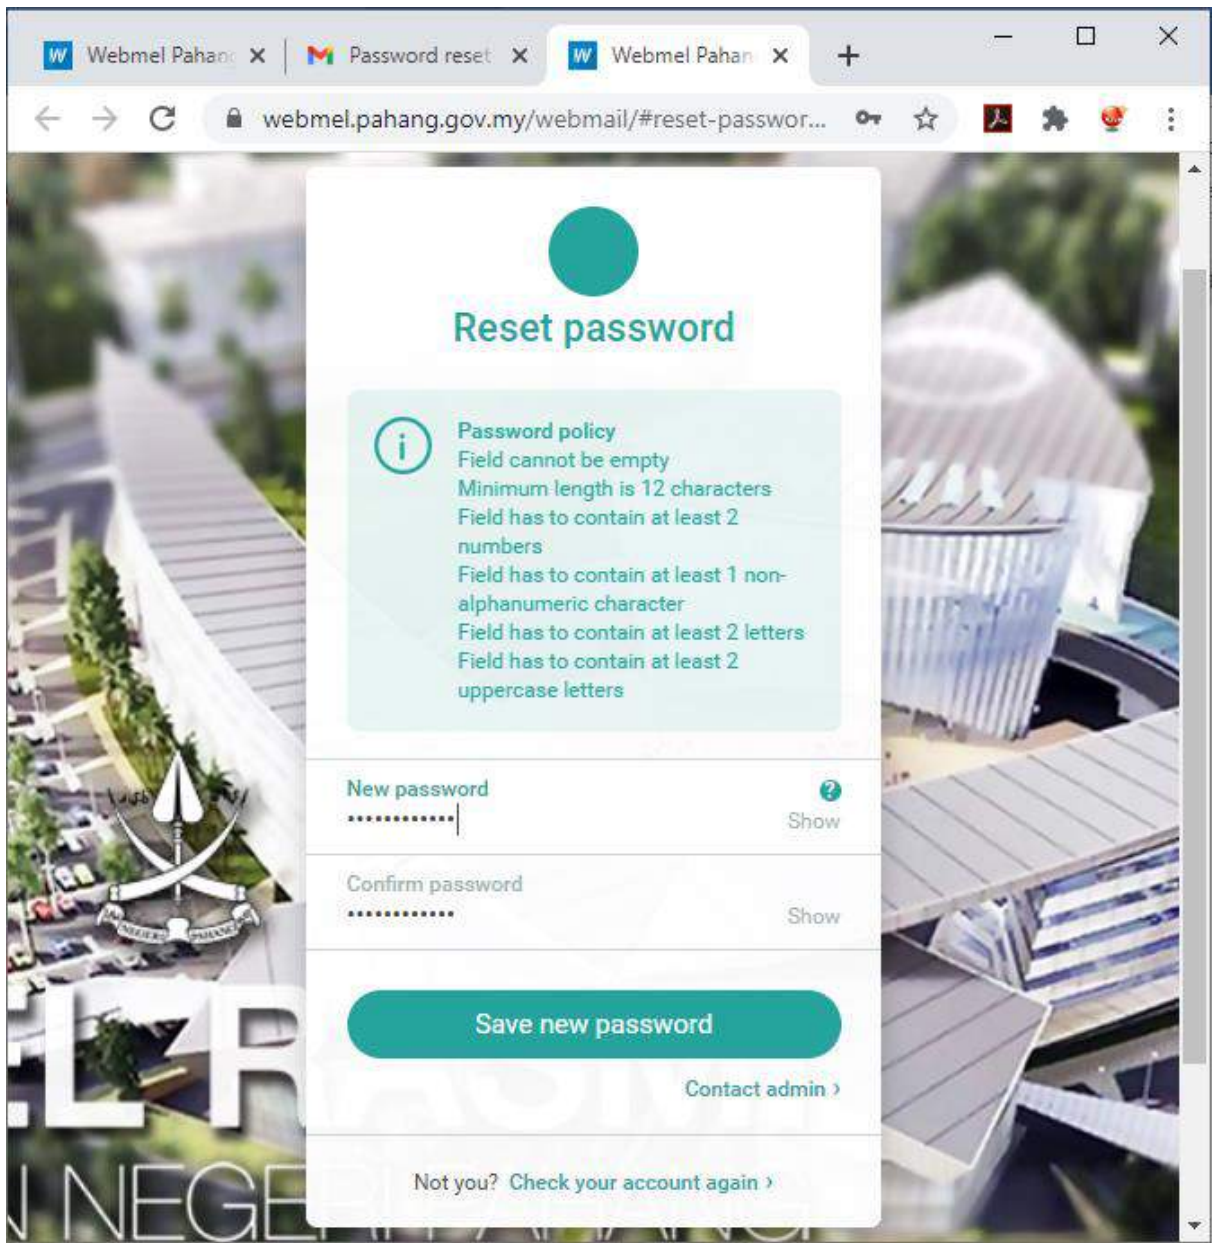 Webmel Pahan
Password reset
Webmel Pahan
webmel.pahang.gov.my/webmail/#reset-passwor...
Reset password
Password policy
Field cannot be empty
Minimum length is 12 characters
Field has to contain at least 2
numbers
Field has to contain at least 1 non-
alphanumeric character
Field has to contain at least 2 letters
Field has to contain at least 2
uppercase letters
New password
••••••••••••
Show
Confirm password
••••••••••••
Show
Save new password
Contact admin ›
Not you? Check your account again ›
EL RASMI
N NEGERI PAHANG